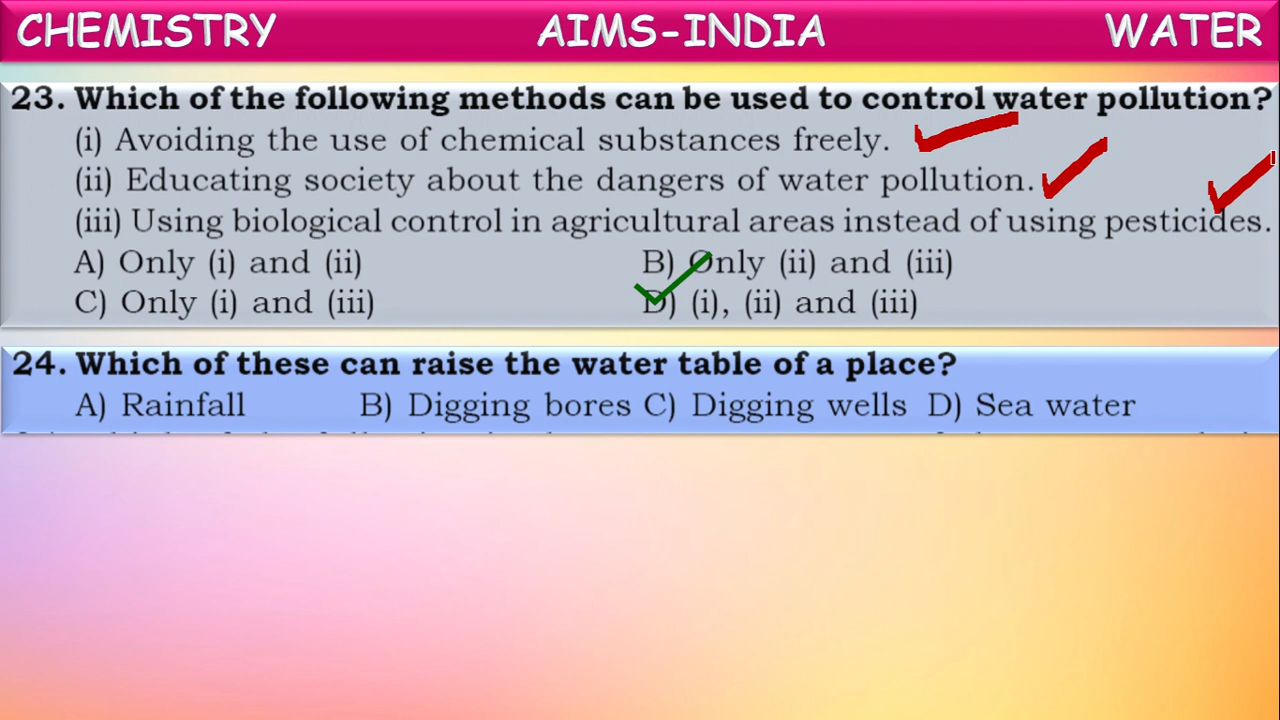 CHEMISTRY AIMS-INDIA WATER
23. Which of the following methods can be used to control water pollution?
(i) Avoiding the use of chemical substances freely.
(ii) Educating society about the dangers of water pollution.
(iii) Using biological control in agricultural areas instead of using pesticides.
A) Only (i) and (ii) B) Only (ii) and (iii)
C) Only (i) and (iii) D) (i), (ii) and (iii)
24. Which of these can raise the water table of a place?
A) Rainfall B) Digging bores C) Digging wells D) Sea water